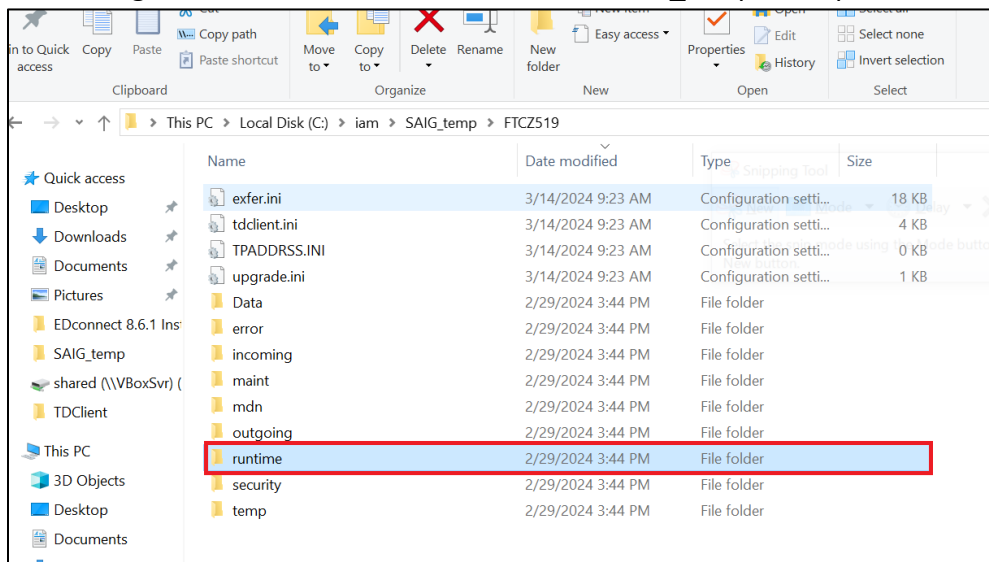 Copy path
Easy access
Edit
Select none
in to Quick access
Copy
Paste
Paste shortcut
Move to
Copy to
Delete
Rename
New folder
Properties
History
Invert selection
Clipboard
Organize
New
Open
Select
This PC > Local Disk (C:) > iam > SAIG_temp > FTCZ519
Name Date modified Type Size
Snipping Tool
Quick access
Desktop
Downloads
Documents
Pictures
EDconnect 8.6.1 Ins
SAIG_temp
shared (\\VBoxSvr) (
TDClient
This PC
3D Objects
Desktop
Documents
exfer.ini 3/14/2024 9:23 AM Configuration setti... 18 KB
tdclient.ini 3/14/2024 9:23 AM Configuration setti... 4 KB
TPADDRSS.INI 3/14/2024 9:23 AM Configuration setti... 0 KB
upgrade.ini 3/14/2024 9:23 AM Configuration setti... 1 KB
Data 2/29/2024 3:44 PM File folder
error 2/29/2024 3:44 PM File folder
incoming 2/29/2024 3:44 PM File folder
maint 2/29/2024 3:44 PM File folder
mdn 2/29/2024 3:44 PM File folder
outgoing 2/29/2024 3:44 PM File folder
runtime 2/29/2024 3:44 PM File folder
security 2/29/2024 3:44 PM File folder
temp 2/29/2024 3:44 PM File folder